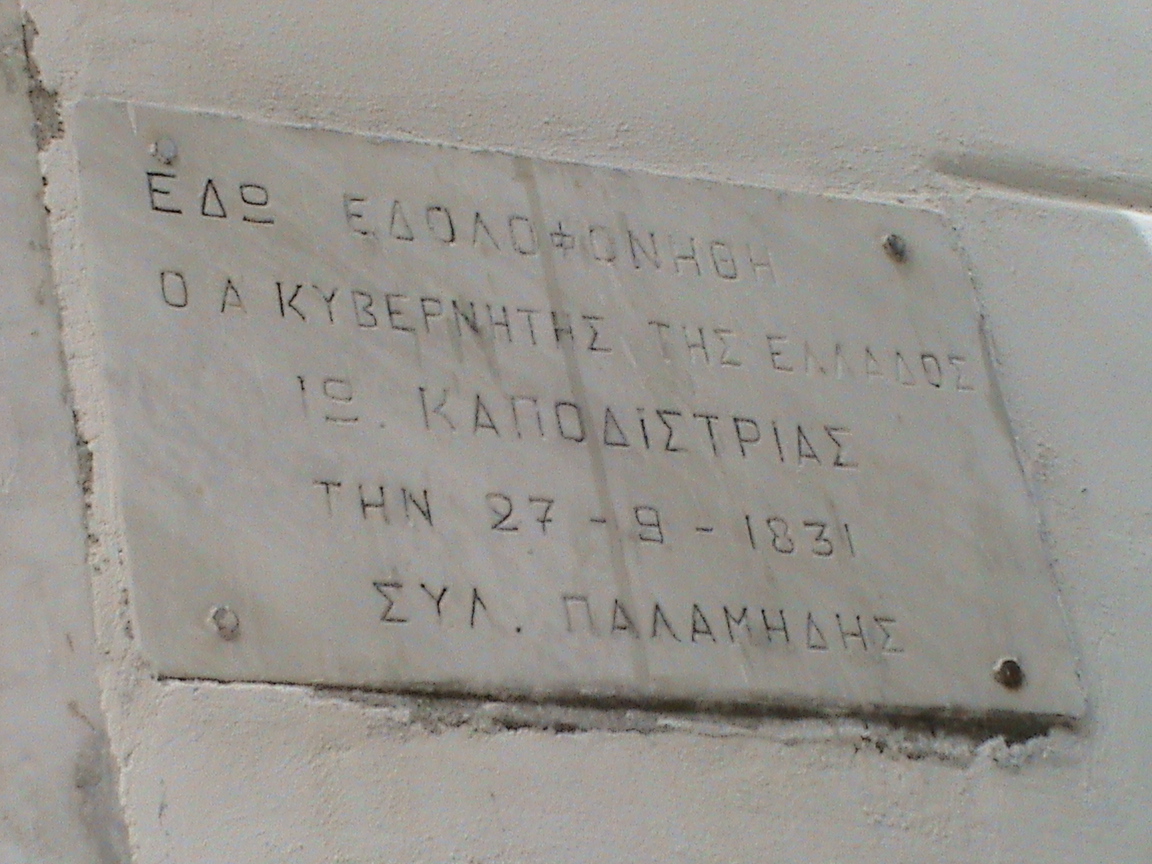 ΕΔΩ ΕΔΟΛΟΦΟΝΗΘΗ
Ο Α ΚΥΒΕΡΝΗΤΗΣ ΤΗΣ ΕΛΛΑΔΟΣ
ΙΩ. ΚΑΠΟΔΙΣΤΡΙΑΣ
ΤΗΝ 27-9-1831
ΣΥΛ. ΠΑΛΑΜΗΔΗΣ